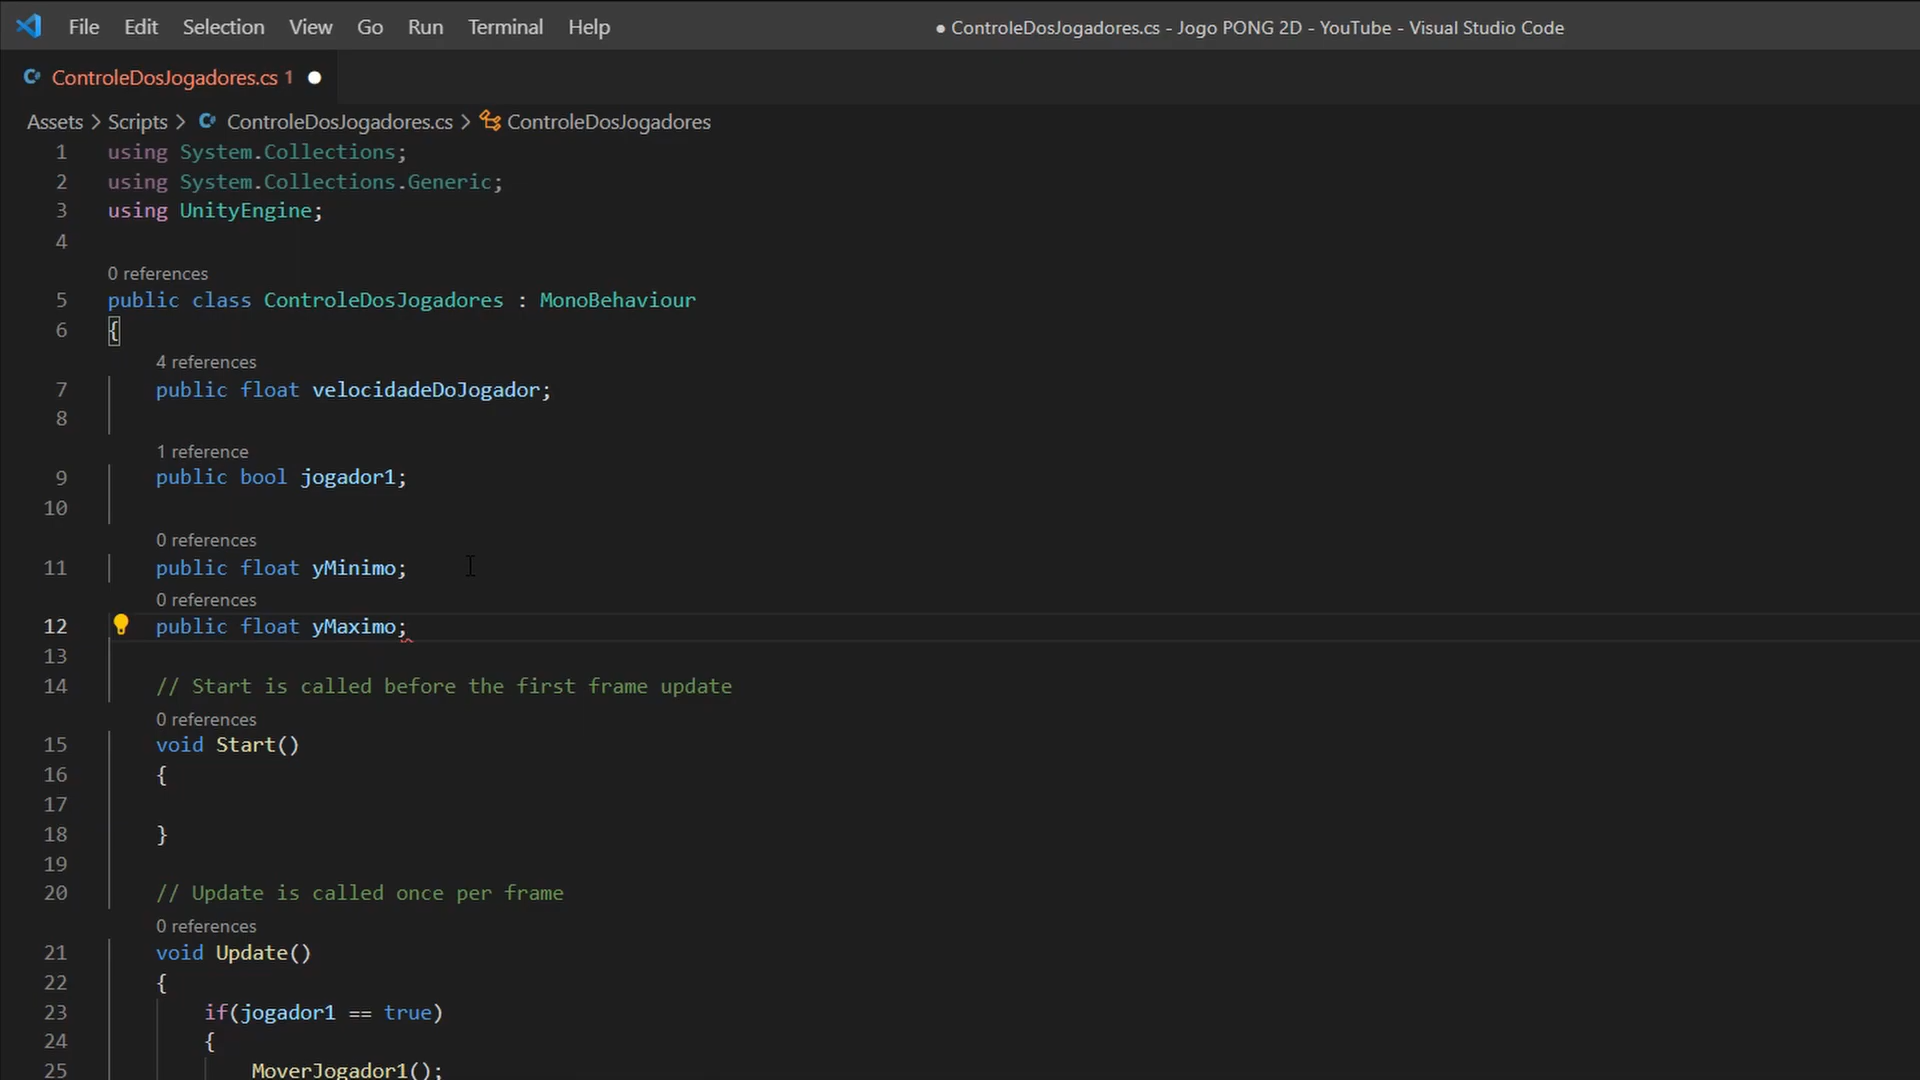 File Edit Selection View Go Run Terminal Help ● ControleDosJogadores.cs - Jogo PONG 2D - YouTube - Visual Studio Code
ControleDosJogadores.cs 1 ●
Assets > Scripts > ControleDosJogadores.cs > ControleDosJogadores
1 using System.Collections;
2 using System.Collections.Generic;
3 using UnityEngine;
4
0 references
5 public class ControleDosJogadores : MonoBehaviour
6 {
4 references
7 public float velocidadeDoJogador;
8
1 reference
9 public bool jogador1;
10
0 references
11 public float yMinimo;
0 references
12 public float yMaximo;
13
14 // Start is called before the first frame update
0 references
15 void Start()
16 {
17
18 }
19
20 // Update is called once per frame
0 references
21 void Update()
22 {
23 if(jogador1 == true)
24 {
25 MoverJogador1();